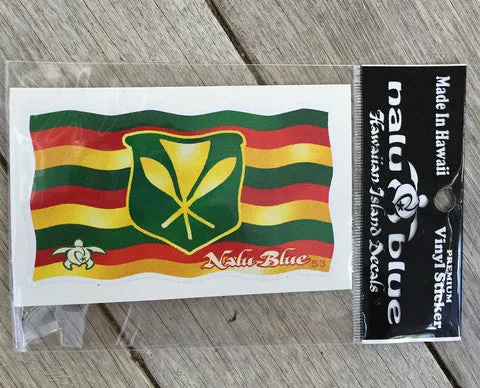 Nalu Blue 53
Made In Hawaii
nalu blue
Hawaiian Island Decals
PREMIUM
Vinyl Sticker